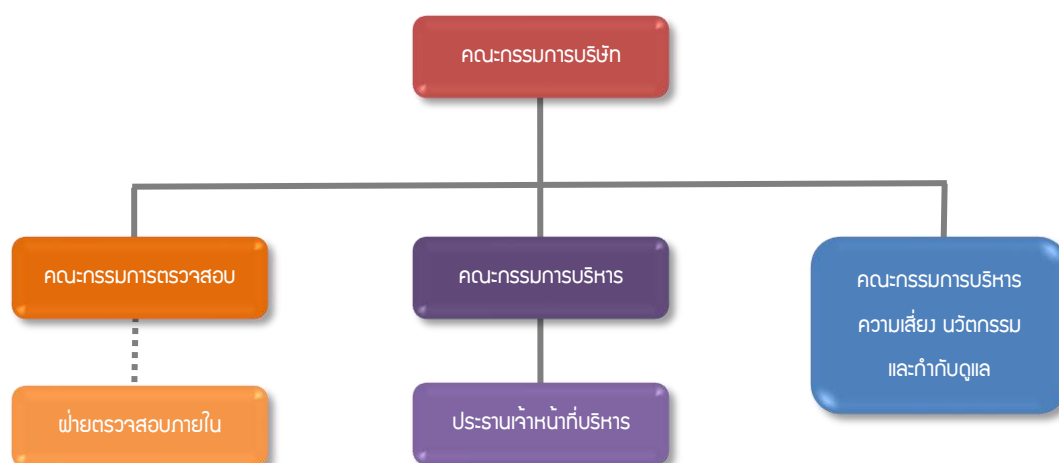 คณะกรรมการบริษัท
คณะกรรมการตรวจสอบ
คณะกรรมการบริหาร
คณะกรรมการบริหาร
ความเสี่ยง นวัตกรรม
และกำกับดูแล
ฝ่ายตรวจสอบภายใน
ประธานเจ้าหน้าที่บริหาร